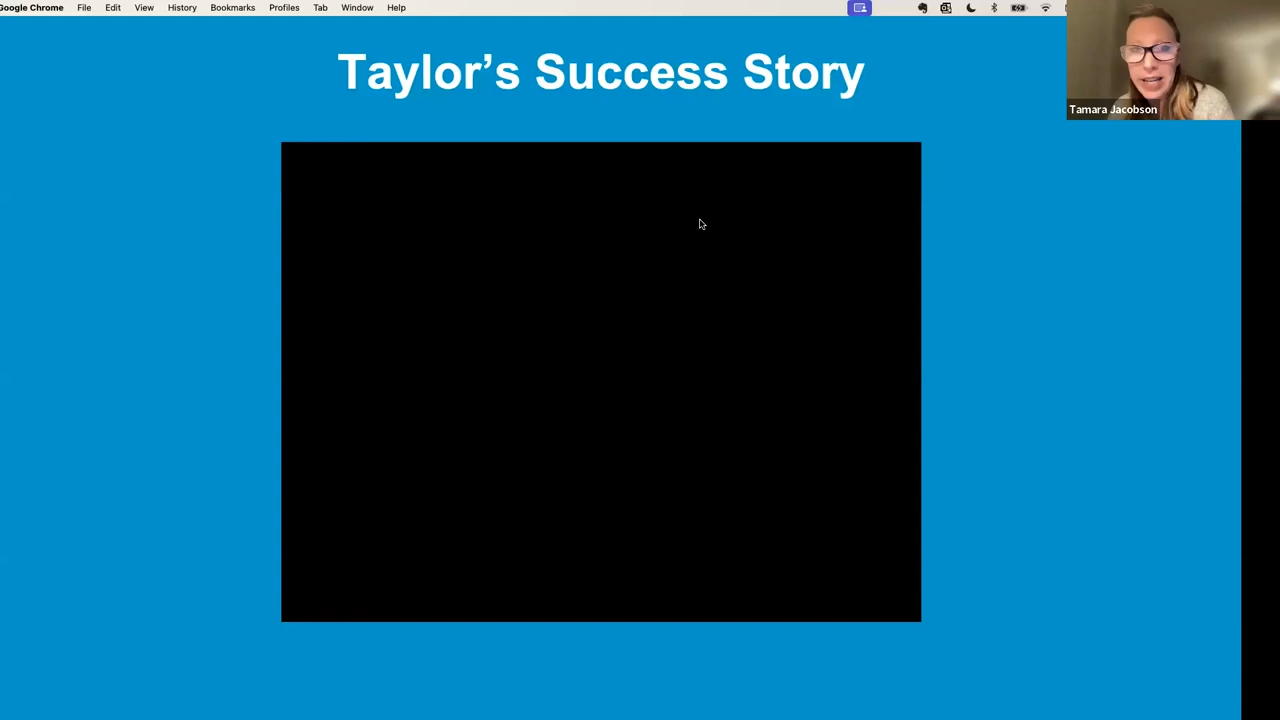 Google Chrome File Edit View History Bookmarks Profiles Tab Window Help
Taylor’s Success Story
Tamara Jacobson